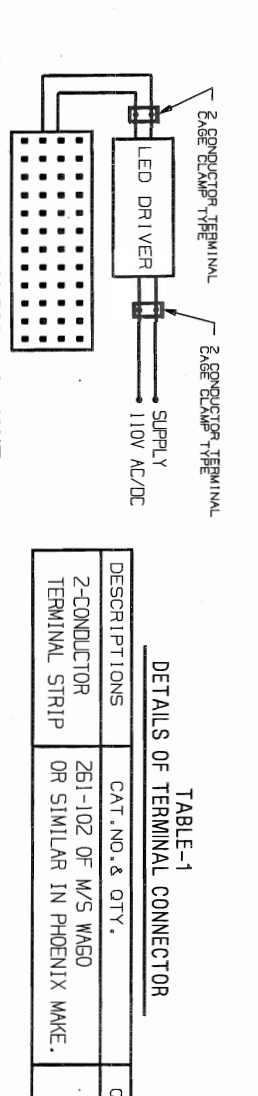 2 CONDUCTOR TERMINAL
CAGE CLAMP TYPE
2 CONDUCTOR TERMINAL
CAGE CLAMP TYPE
LED DRIVER
SUPPLY
110V AC/DC
TABLE-1
DETAILS OF TERMINAL CONNECTOR
DESCRIPTIONS
CAT.NO.& QTY.
2-CONDUCTOR
TERMINAL STRIP
261-102 OF M/S WAGO
OR SIMILAR IN PHOENIX MAKE.